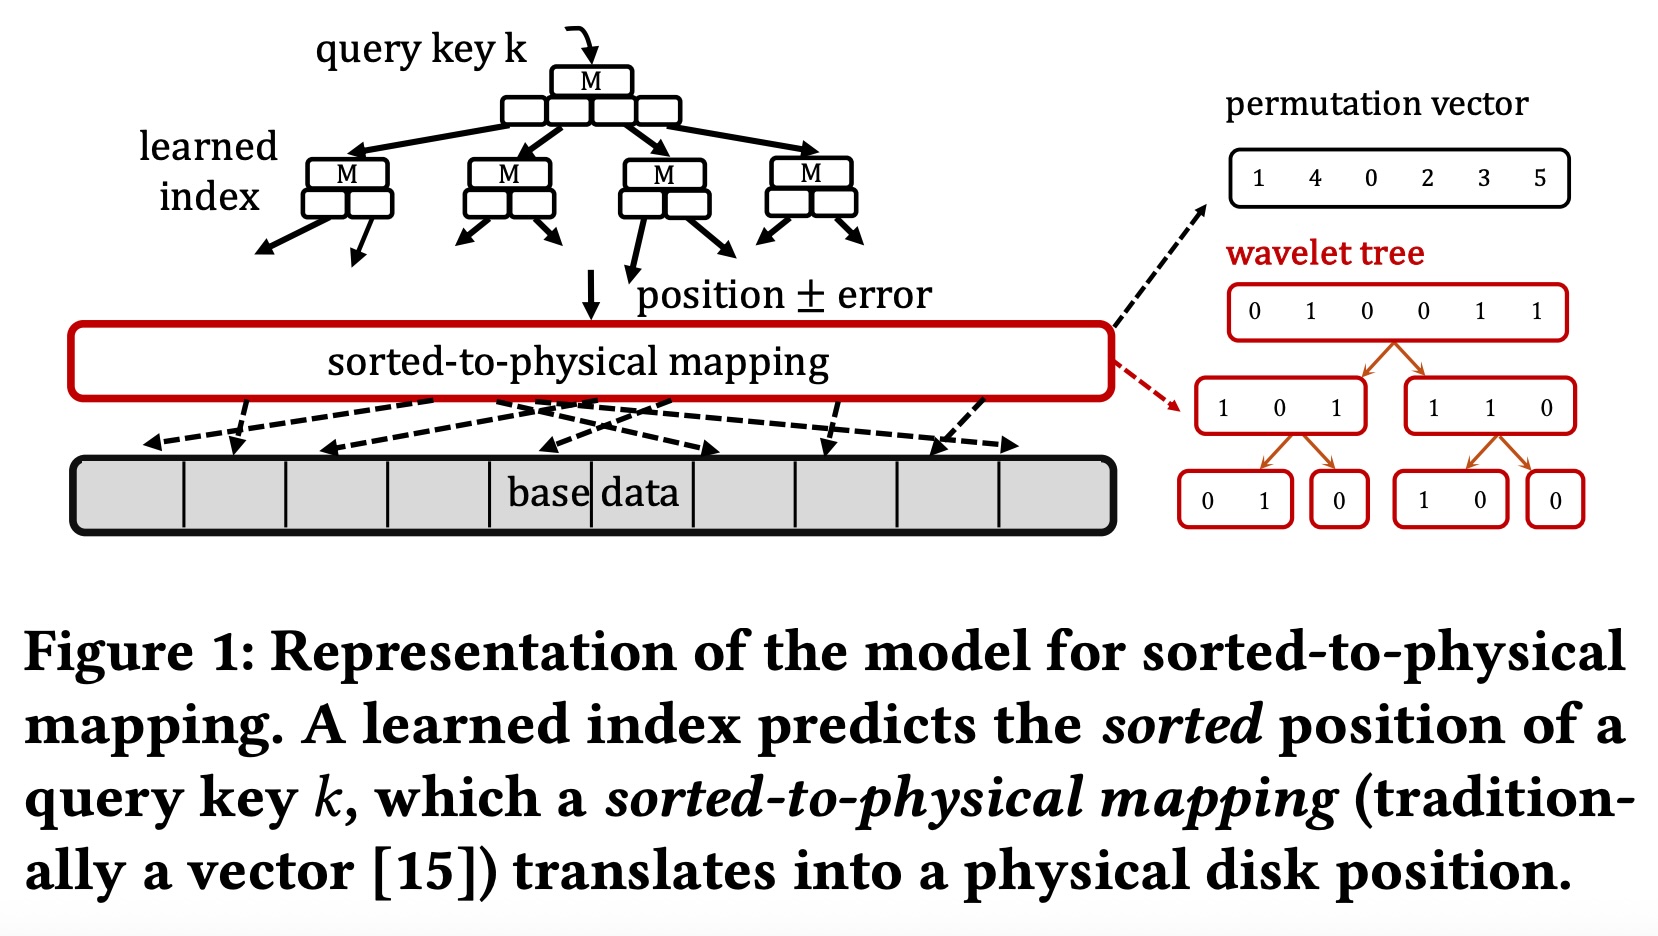 query key k
M
learned
index
M M M M
position ± error
sorted-to-physical mapping
base data
permutation vector
1 4 0 2 3 5
wavelet tree
0 1 0 0 1 1
1 0 1 1 1 0
0 1 0 1 0 0
Figure 1: Representation of the model for sorted-to-physical
mapping. A learned index predicts the sorted position of a
query key k, which a sorted-to-physical mapping (tradition-
ally a vector [15]) translates into a physical disk position.